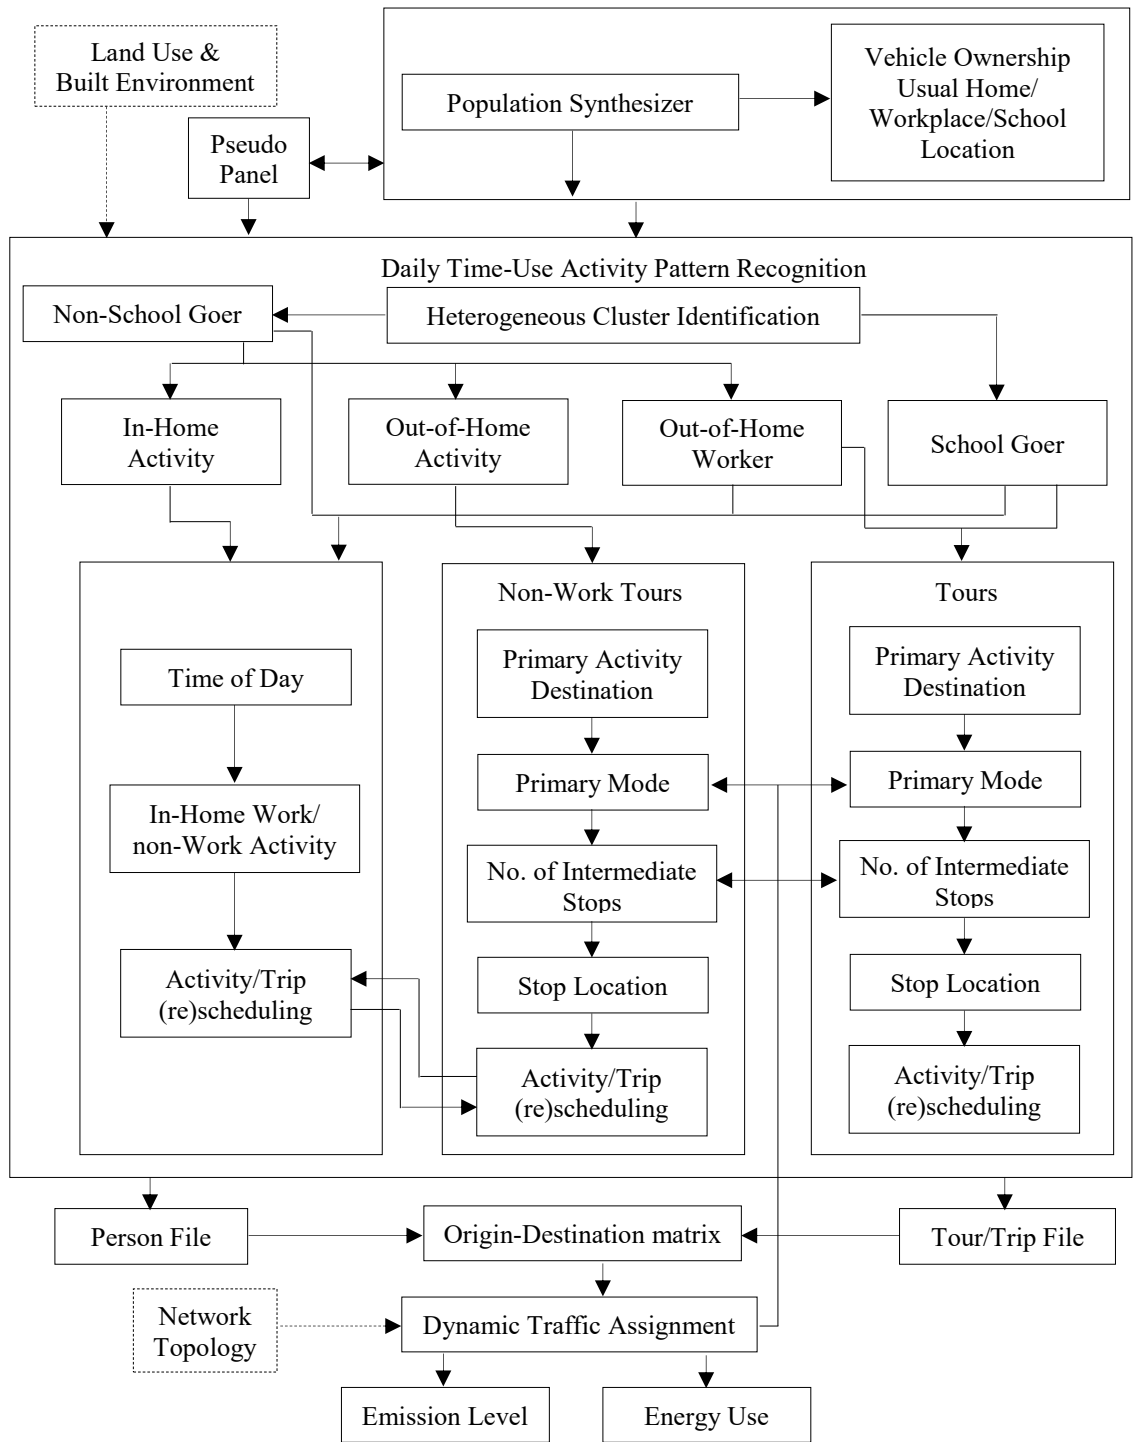 Land Use &
Built Environment
Pseudo
Panel
Population Synthesizer
Vehicle Ownership
Usual Home/
Workplace/School
Location
Daily Time-Use Activity Pattern Recognition
Non-School Goer
Heterogeneous Cluster Identification
In-Home
Activity
Out-of-Home
Activity
Out-of-Home
Worker
School Goer
Time of Day
In-Home Work/
non-Work Activity
Activity/Trip
(re)scheduling
Non-Work Tours
Primary Activity
Destination
Primary Mode
No. of Intermediate
Stops
Stop Location
Activity/Trip
(re)scheduling
Tours
Primary Activity
Destination
Primary Mode
No. of Intermediate
Stops
Stop Location
Activity/Trip
(re)scheduling
Person File
Origin-Destination matrix
Tour/Trip File
Network
Topology
Dynamic Traffic Assignment
Emission Level
Energy Use